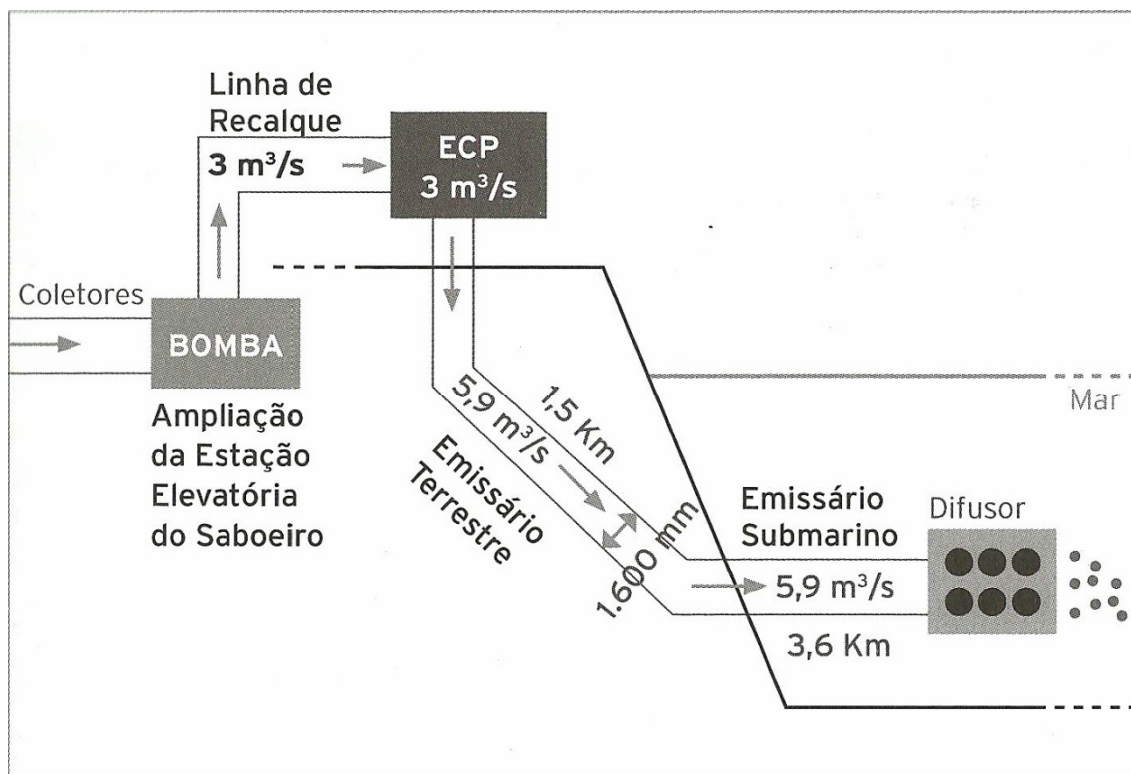 Linha de
Recalque
3 m³/s
ECP
3 m³/s
Coletores
BOMBA
Ampliação
da Estação
Elevatória
do Saboeiro
5,9 m³/s
1,5 Km
Emissário
Terrestre
1.600 mm
Mar
Emissário
Submarino
Difusor
5,9 m³/s
3,6 Km